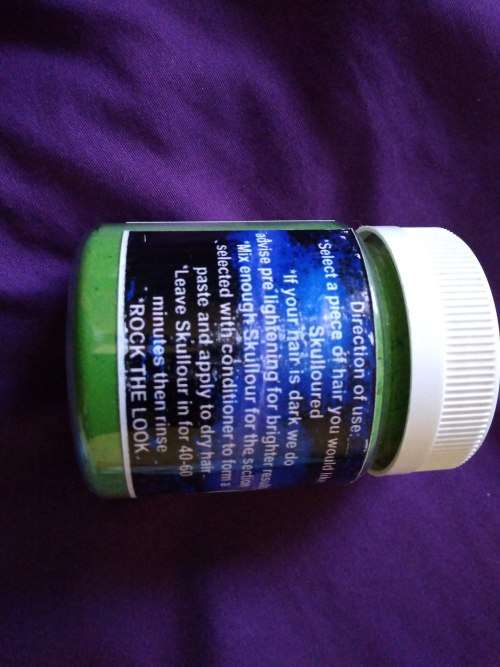 *Direction of use:
*Select a piece of hair you would
Skulloured
*If your hair is dark we do
advise pre lightening for brighter
*Mix enough Skullour for the section
selected with conditioner to form a
paste and apply to dry hair.
*Leave Skullour in for 40-60
minutes then rinse
*ROCK THE LOOK.